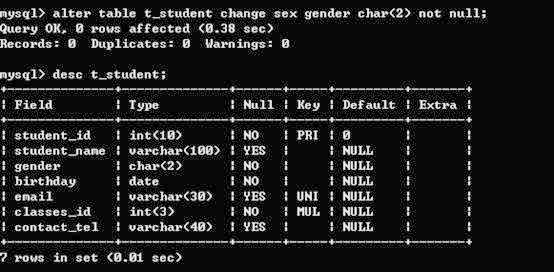 mysql> alter table t_student change sex gender char(2) not null;
Query OK, 0 rows affected (0.38 sec)
Records: 0  Duplicates: 0  Warnings: 0
mysql> desc t_student;
+--------------+--------------+------+-----+---------+-------+
| Field        | Type         | Null | Key | Default | Extra |
+--------------+--------------+------+-----+---------+-------+
| student_id   | int(10)      | NO   | PRI | 0       |       |
| student_name | varchar(100) | YES  |     | NULL    |       |
| gender       | char(2)      | NO   |     | NULL    |       |
| birthday     | date         | NO   |     | NULL    |       |
| email        | varchar(30)  | YES  | UNI | NULL    |       |
| classes_id   | int(3)       | NO   | MUL | NULL    |       |
| contact_tel  | varchar(40)  | YES  |     | NULL    |       |
+--------------+--------------+------+-----+---------+-------+
7 rows in set (0.01 sec)